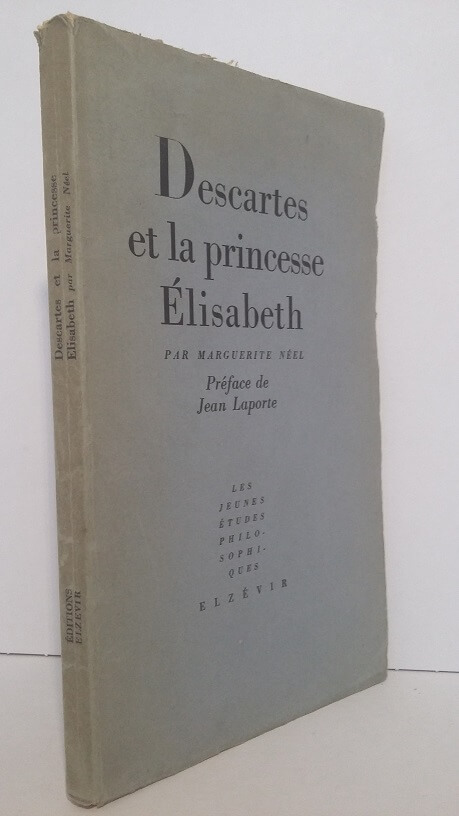 Descartes
et la princesse
Élisabeth
PAR MARGUERITE NÉEL
Préface de
Jean Laporte
LES
JEUNES
ÉTUDES
PHILO-
SOPHI-
QUES
ELZÉVIR
Descartes et la princesse
Elisabeth par Marguerite Néel
ÉDITIONS
ELZÉVIR